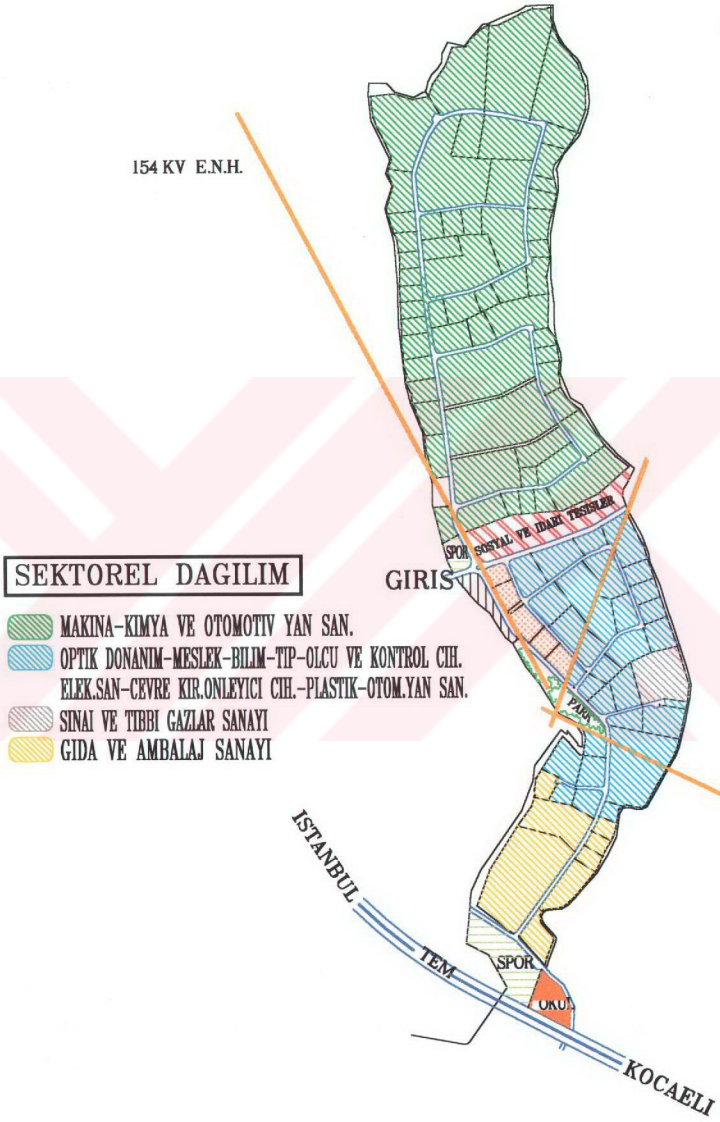 154 KV E.N.H.
SPOR
SOSYAL VE IDARI TESISLER
GIRIS
SEKTOREL DAGILIM
MAKINA-KIMYA VE OTOMOTIV YAN SAN.
OPTIK DONANIM-MESLEK-BILIM-TIP-OLCU VE KONTROL CIH.
ELEK.SAN-CEVRE KIR.ONLEYICI CIH.-PLASTIK-OTOM.YAN SAN.
SINAI VE TIBBI GAZLAR SANAYI
GIDA VE AMBALAJ SANAYI
PARK
ISTANBUL
TEM
SPOR
OKUL
KOCAELI